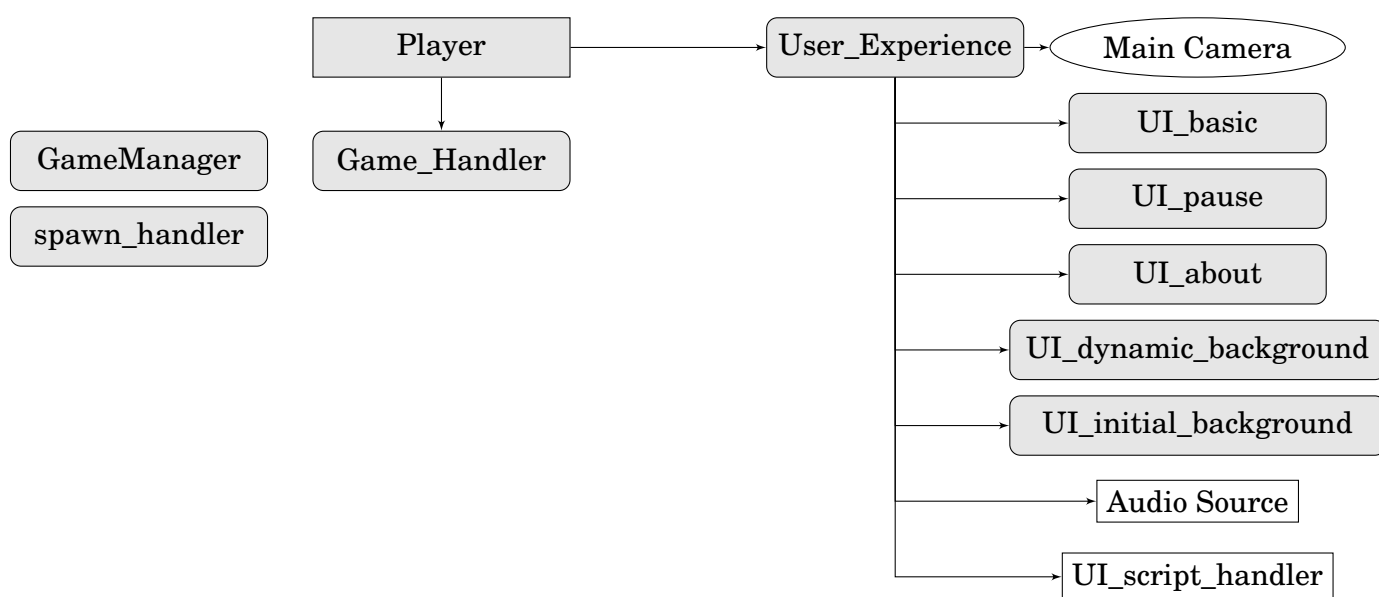 Player
User_Experience
Main Camera
UI_basic
GameManager
Game_Handler
UI_pause
spawn_handler
UI_about
UI_dynamic_background
UI_initial_background
Audio Source
UI_script_handler